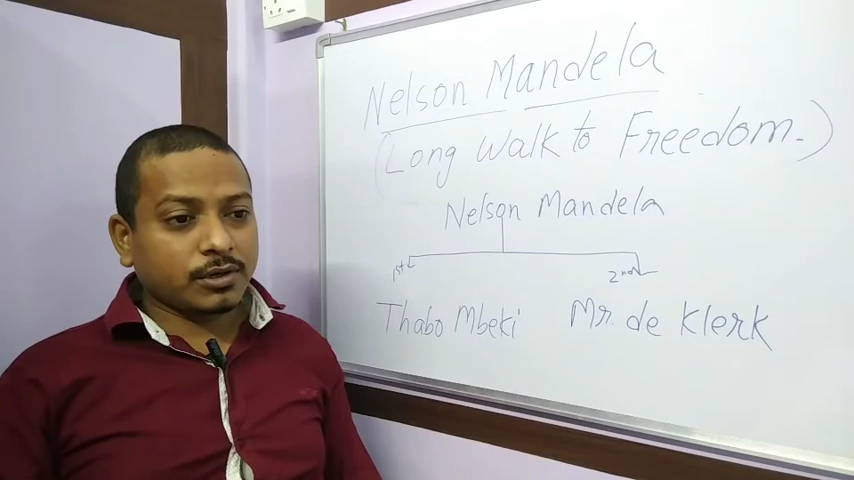 Nelson Mandela
(Long Walk to Freedom.)
Nelson Mandela
1st 2nd
Thabo Mbeki Mr. de Klerk